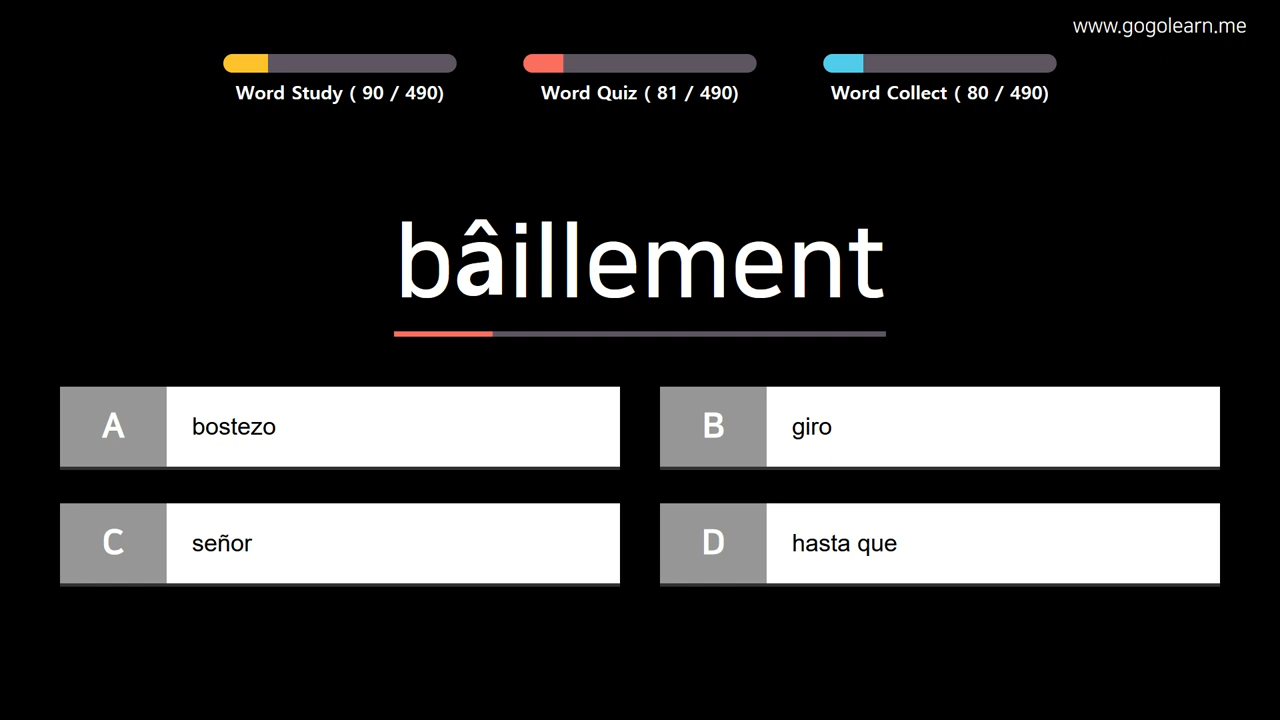 www.gogolearn.me
Word Study ( 90 / 490)
Word Quiz ( 81 / 490)
Word Collect ( 80 / 490)
bâillement
A bostezo
B giro
C señor
D hasta que